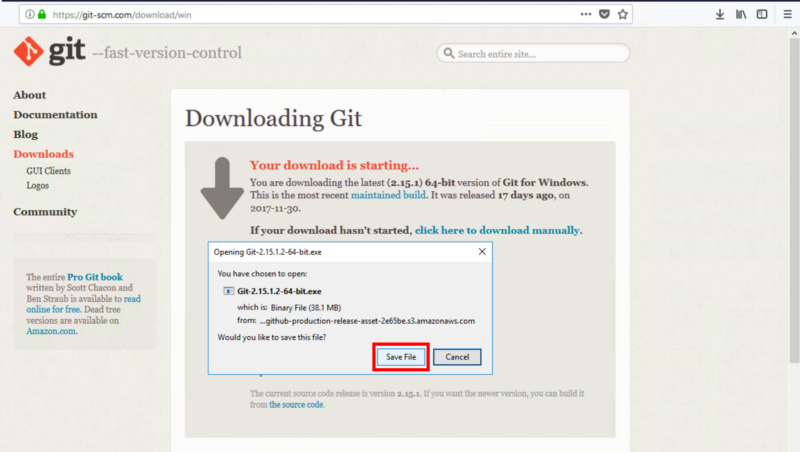 https://git-scm.com/download/win
git --fast-version-control
Search entire site...
About
Documentation
Blog
Downloads
GUI Clients
Logos
Community
The entire Pro Git book
written by Scott Chacon and
Ben Straub is available to read
online for free. Dead tree
versions are available on
Amazon.com.
Downloading Git
Your download is starting...
You are downloading the latest (2.15.1) 64-bit version of Git for Windows.
This is the most recent maintained build. It was released 17 days ago, on
2017-11-30.
If your download hasn't started, click here to download manually.
Opening Git-2.15.1.2-64-bit.exe
You have chosen to open:
Git-2.15.1.2-64-bit.exe
which is: Binary File (38.1 MB)
from: ...github-production-release-asset-2e65be.s3.amazonaws.com
Would you like to save this file?
Save File
Cancel
The current source code release is version 2.15.1. If you want the newer version, you can build it
from the source code.